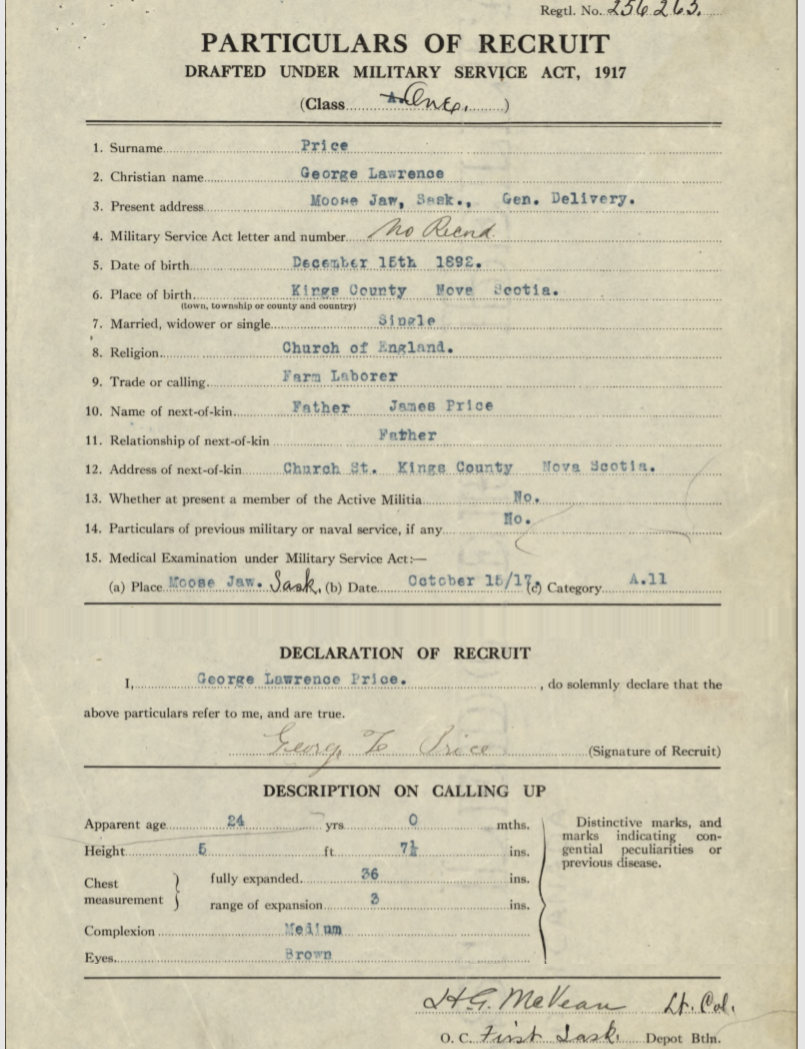 Regtl. No. 256265.
PARTICULARS OF RECRUIT
DRAFTED UNDER MILITARY SERVICE ACT, 1917
(Class One.)
1. Surname Price
2. Christian name George Lawrence
3. Present address Moose Jaw, Sask., Gen. Delivery.
4. Military Service Act letter and number No Record
5. Date of birth December 15th 1892.
6. Place of birth Kings County Nova Scotia.
(town, township or county and country)
7. Married, widower or single Single
8. Religion Church of England.
9. Trade or calling Farm Laborer
10. Name of next-of-kin Father James Price
11. Relationship of next-of-kin Father
12. Address of next-of-kin Church St. Kings County Nova Scotia.
13. Whether at present a member of the Active Militia No.
14. Particulars of previous military or naval service, if any No.
15. Medical Examination under Military Service Act:—
(a) Place Moose Jaw. Sask. (b) Date October 15/17. (c) Category A.11
DECLARATION OF RECRUIT
I, George Lawrence Price. , do solemnly declare that the
above particulars refer to me, and are true.
George L Price (Signature of Recruit)
DESCRIPTION ON CALLING UP
Apparent age 24 yrs 0 mths.
Height 5 ft 7½ ins.
Chest measurement } fully expanded 36 ins.
range of expansion 3 ins.
Complexion Medium
Eyes Brown
Distinctive marks, and
marks indicating con-
genital peculiarities or
previous disease.
H.G. McVean Lt. Col.
O. C. First Sask. Depot Btln.